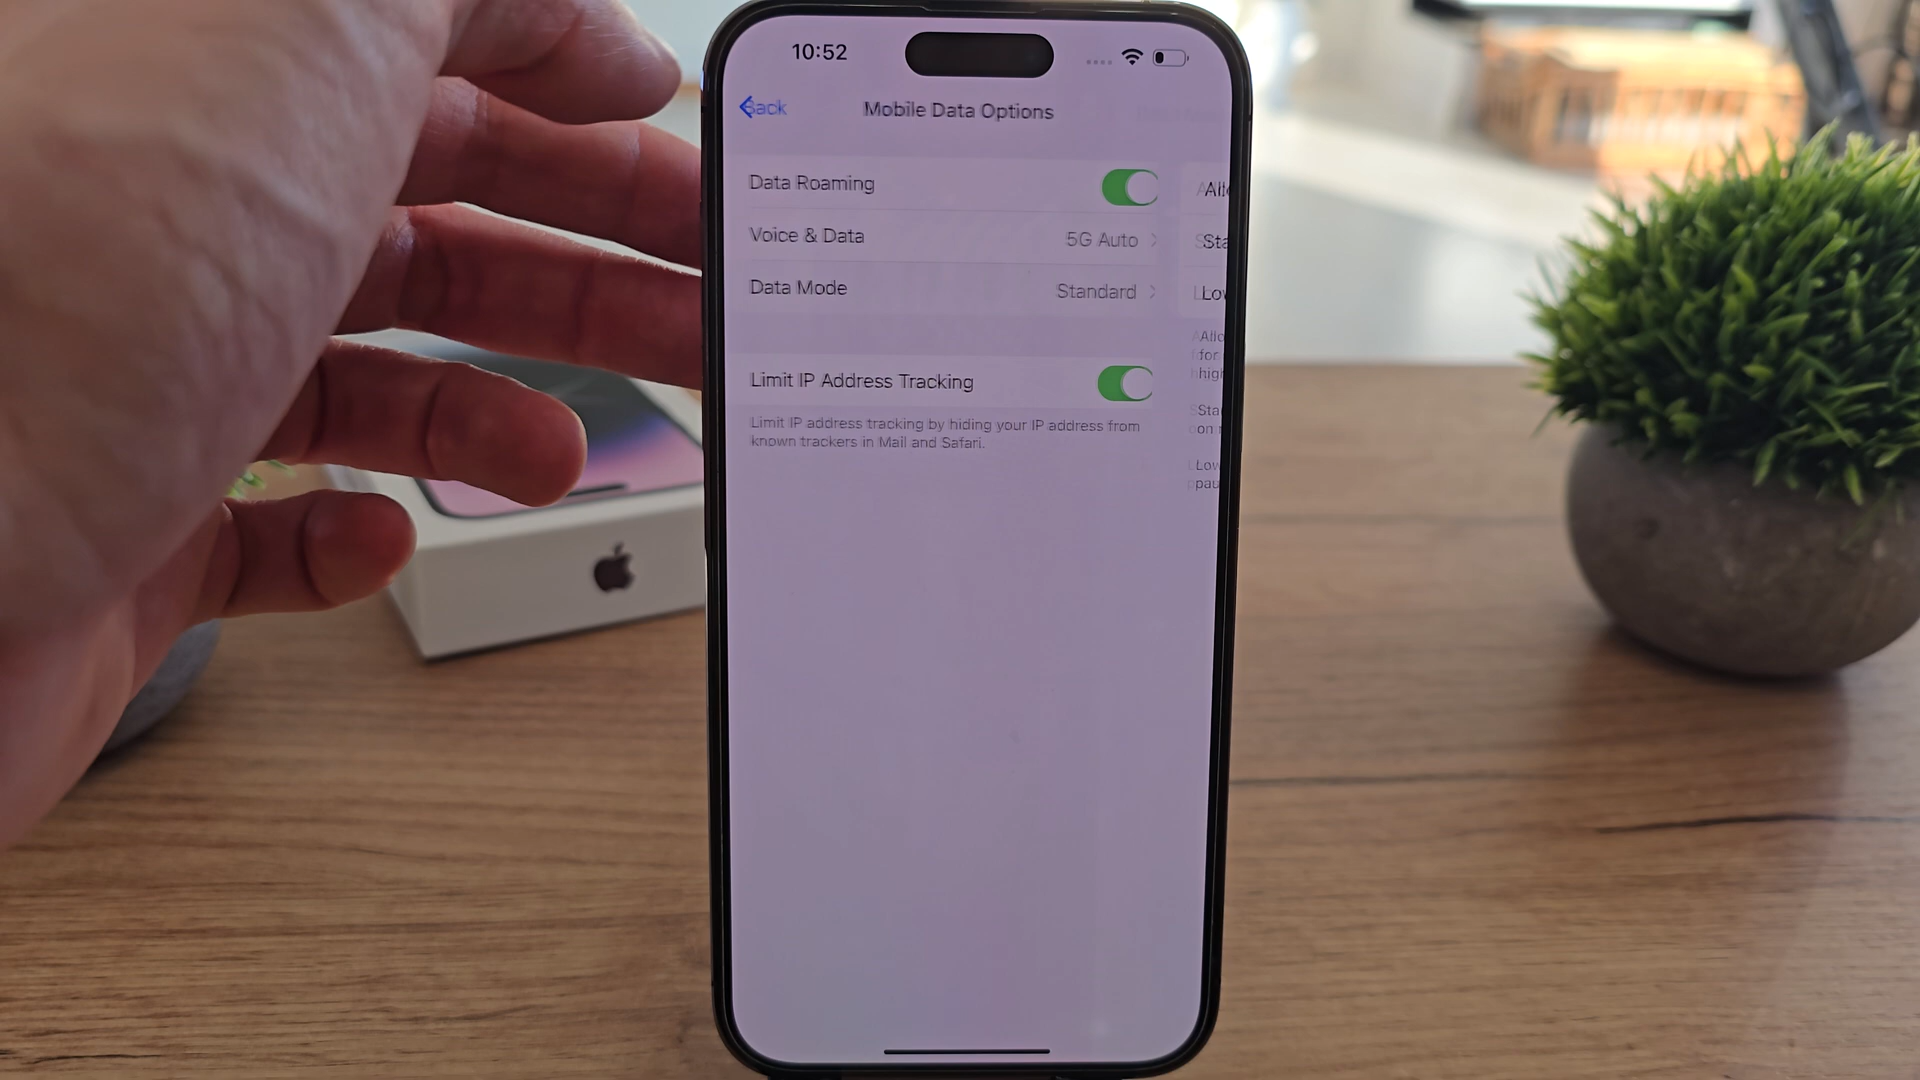 10:52
Back
Mobile Data Options
Data Roaming
Voice & Data 5G Auto
Data Mode Standard
Limit IP Address Tracking
Limit IP address tracking by hiding your IP address from
known trackers in Mail and Safari.
for